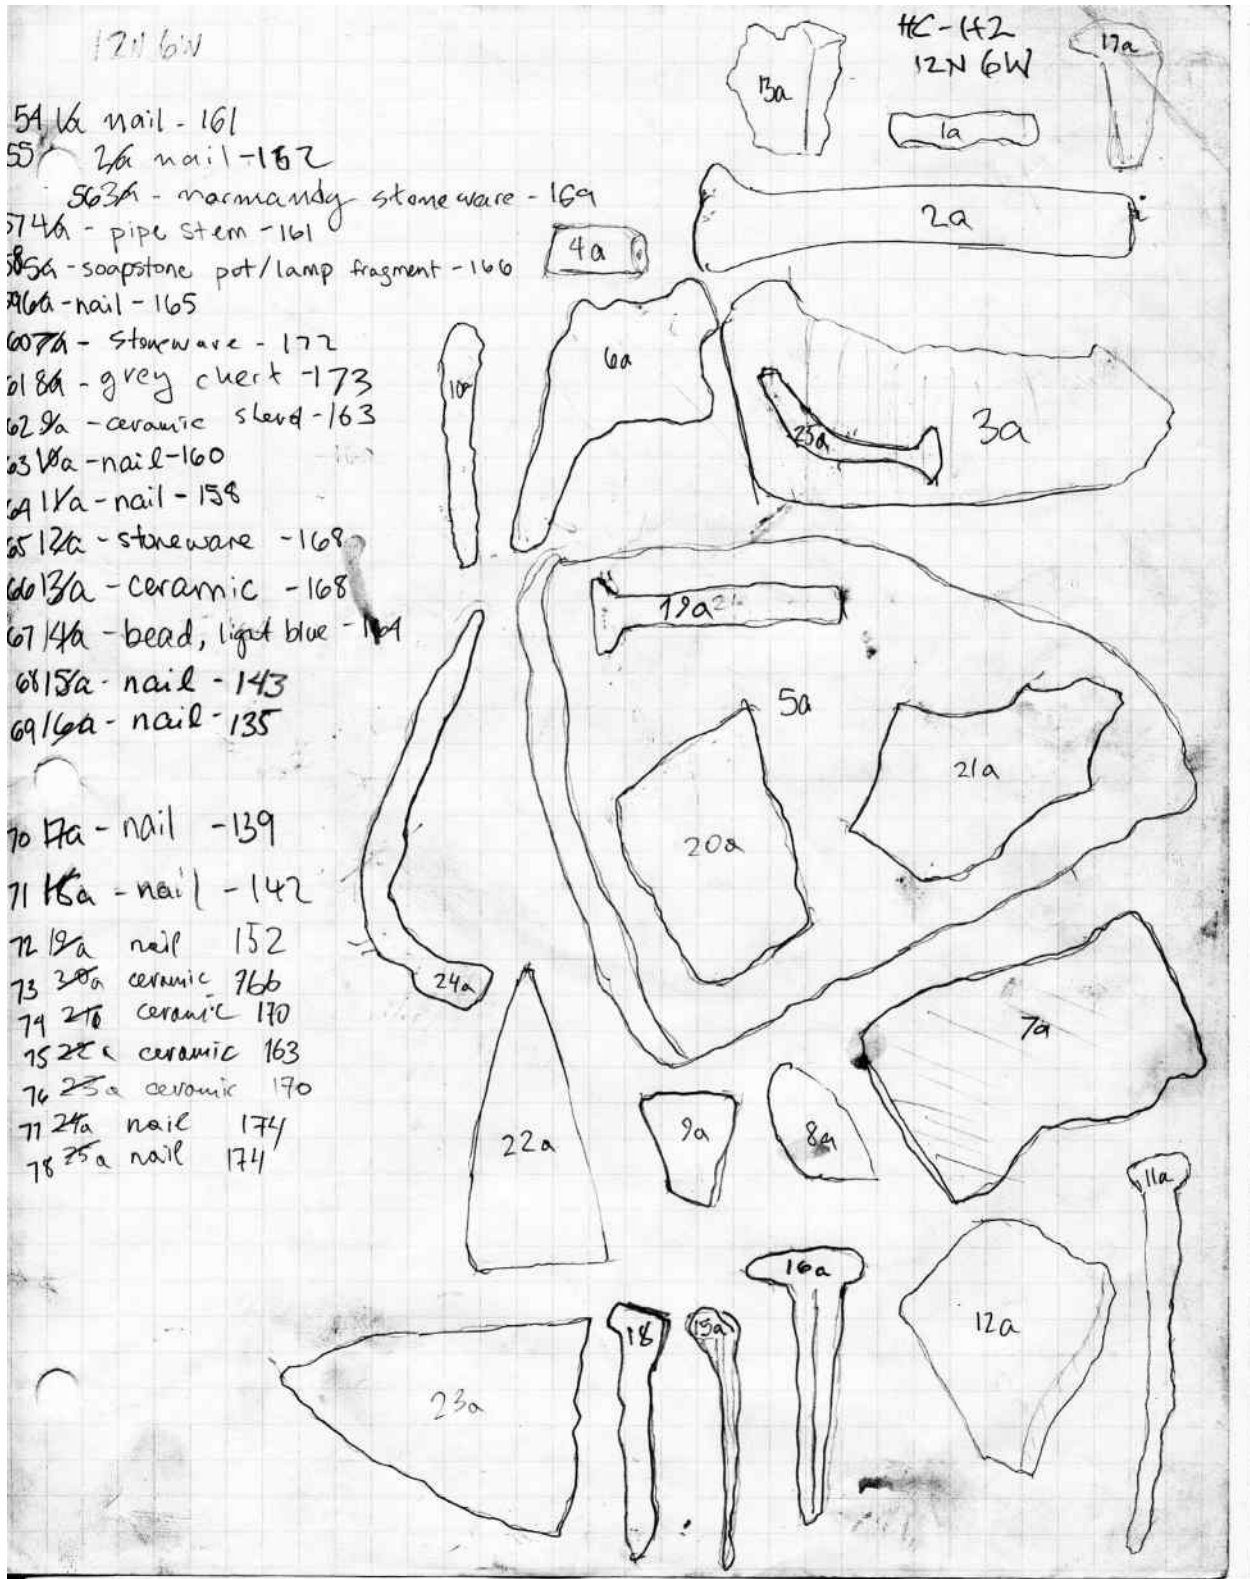 12N 6W
HC-H2
12N 6W
54 1a nail - 161
55 2a nail - 162
56 3a - normandy stoneware - 169
57 4a - pipe stem - 161
58 5a - soapstone pot/lamp fragment - 166
59 6a - nail - 165
60 7a - stoneware - 172
61 8a - grey chert - 173
62 9a - ceramic sherd - 163
63 10a - nail - 160
64 11a - nail - 158
65 12a - stoneware - 168
66 13a - ceramic - 168
67 14a - bead, light blue - 164
68 15a - nail - 143
69 16a - nail - 135
70 17a - nail - 139
71 18a - nail - 142
72 19a nail 152
73 20a ceramic 166
74 21a ceramic 170
75 22a ceramic 163
76 23a ceramic 170
77 24a nail 174
78 25a nail 174
13a
17a
1a
2a
4a
6a
10a
3a
25a
19a
5a
21a
20a
24a
7a
22a
9a
8a
11a
16a
12a
18
15a
23a